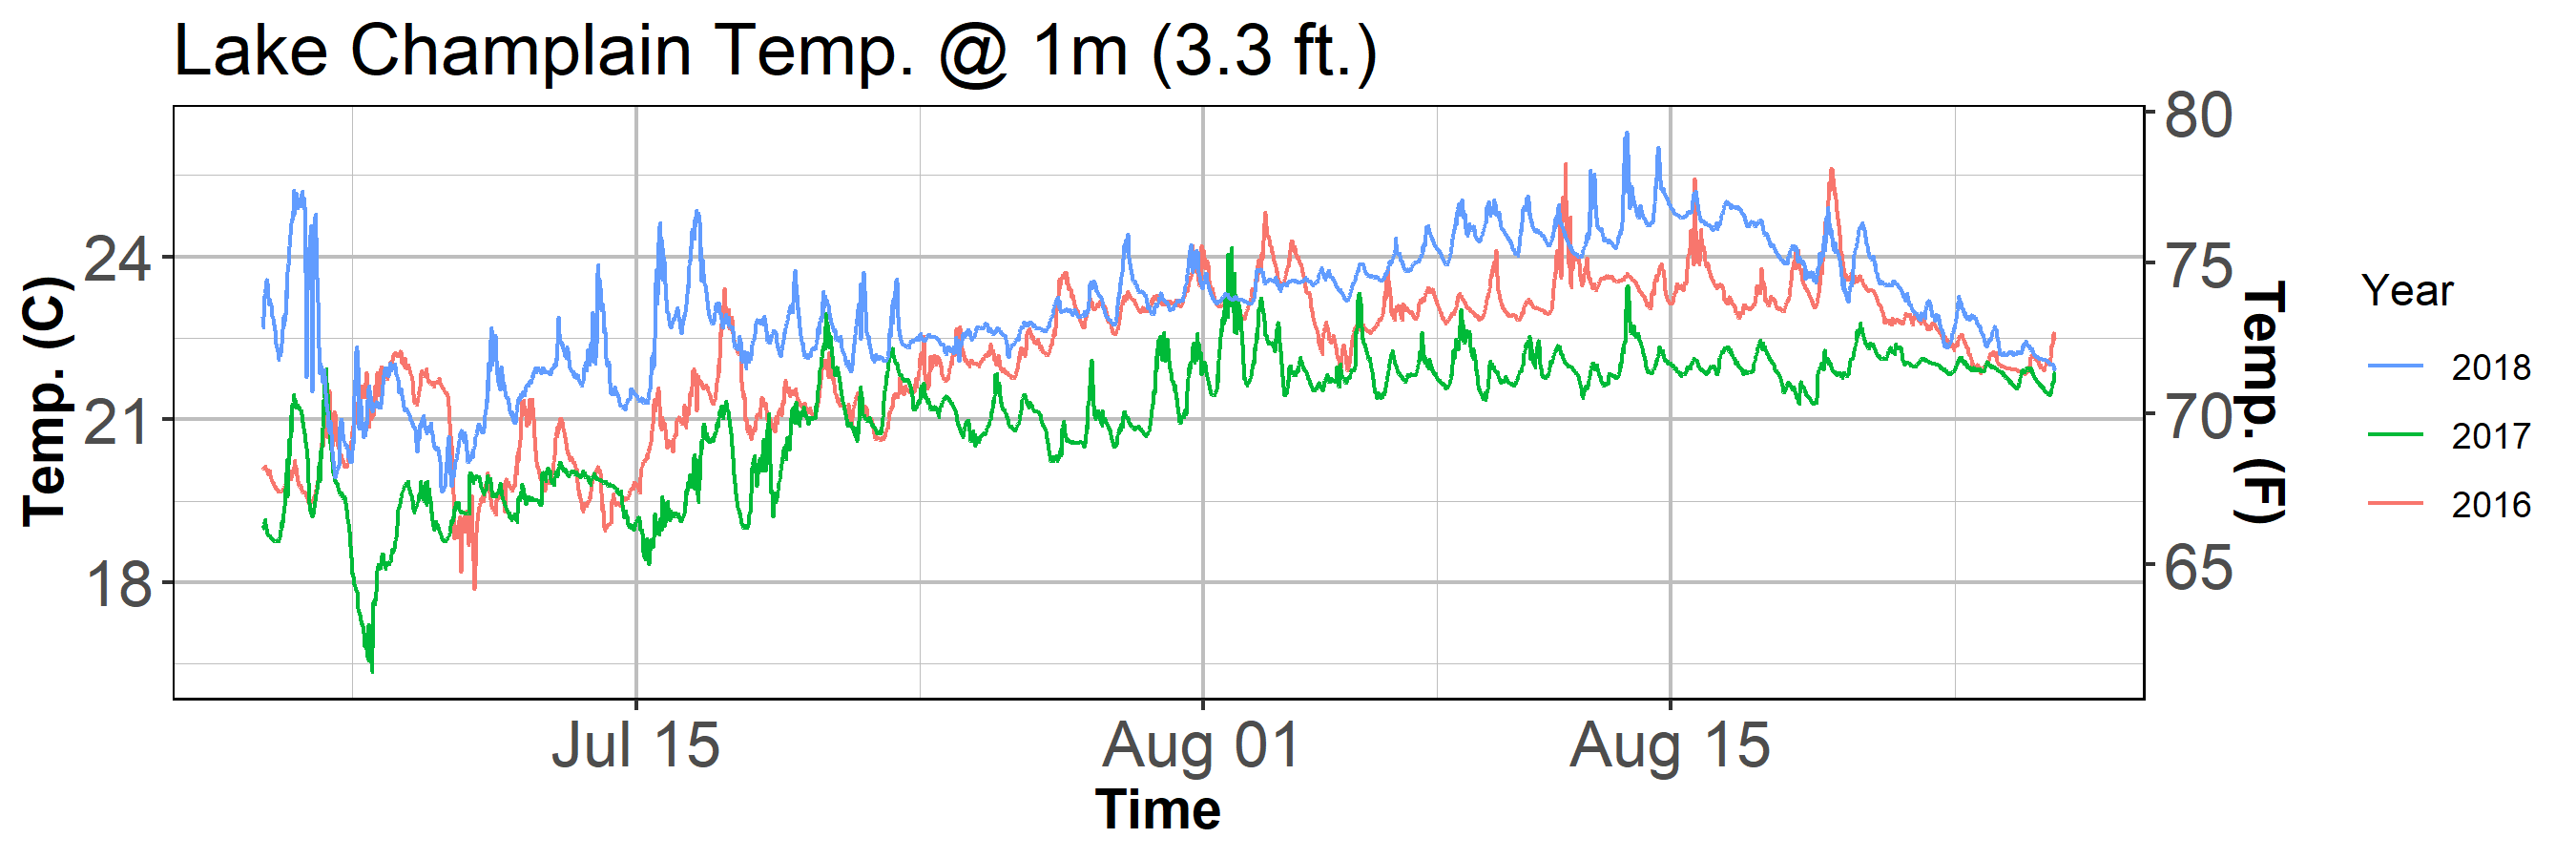 Lake Champlain Temp. @ 1m (3.3 ft.)
Temp. (C)
24
21
18
80
75
70
65
Temp. (F)
Jul 15
Aug 01
Aug 15
Time
Year
2018
2017
2016